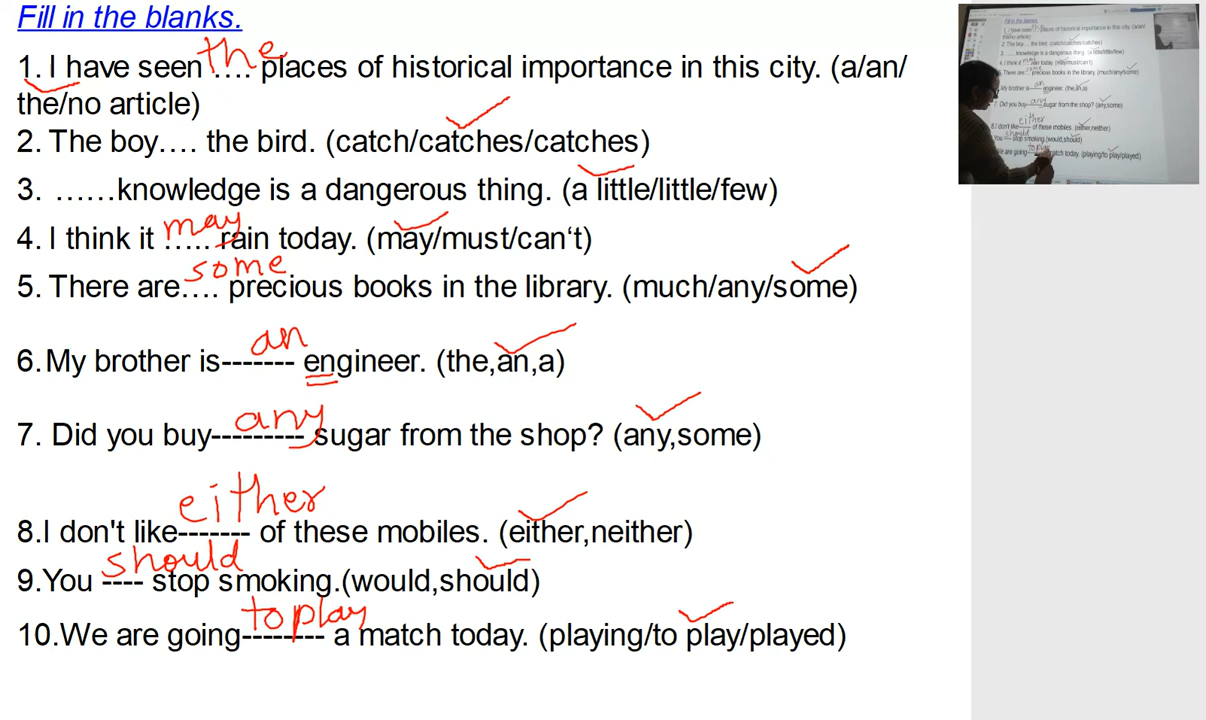 Fill in the blanks.
the
1. I have seen …. places of historical importance in this city. (a/an/
the/no article)
2. The boy…. the bird. (catch/catches/catches)
3. ……knowledge is a dangerous thing. (a little/little/few)
may
4. I think it ….. rain today. (may/must/can‘t)
some
5. There are…. precious books in the library. (much/any/some)
an
6.My brother is------- engineer. (the,an,a)
any
7. Did you buy--------- sugar from the shop? (any,some)
either
8.I don't like------- of these mobiles. (either,neither)
should
9.You ---- stop smoking.(would,should)
to play
10.We are going-------- a match today. (playing/to play/played)